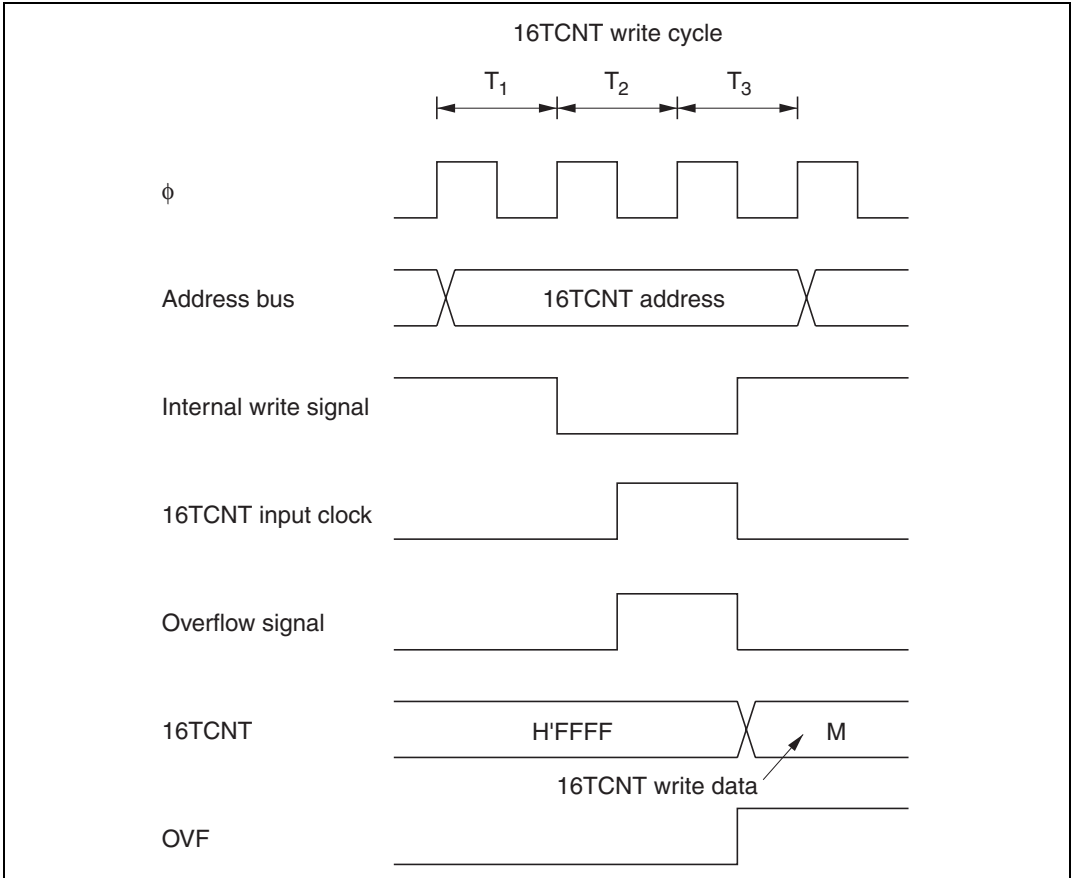 16TCNT write cycle
T1 T2 T3
φ
Address bus
16TCNT address
Internal write signal
16TCNT input clock
Overflow signal
16TCNT
H'FFFF
M
16TCNT write data
OVF